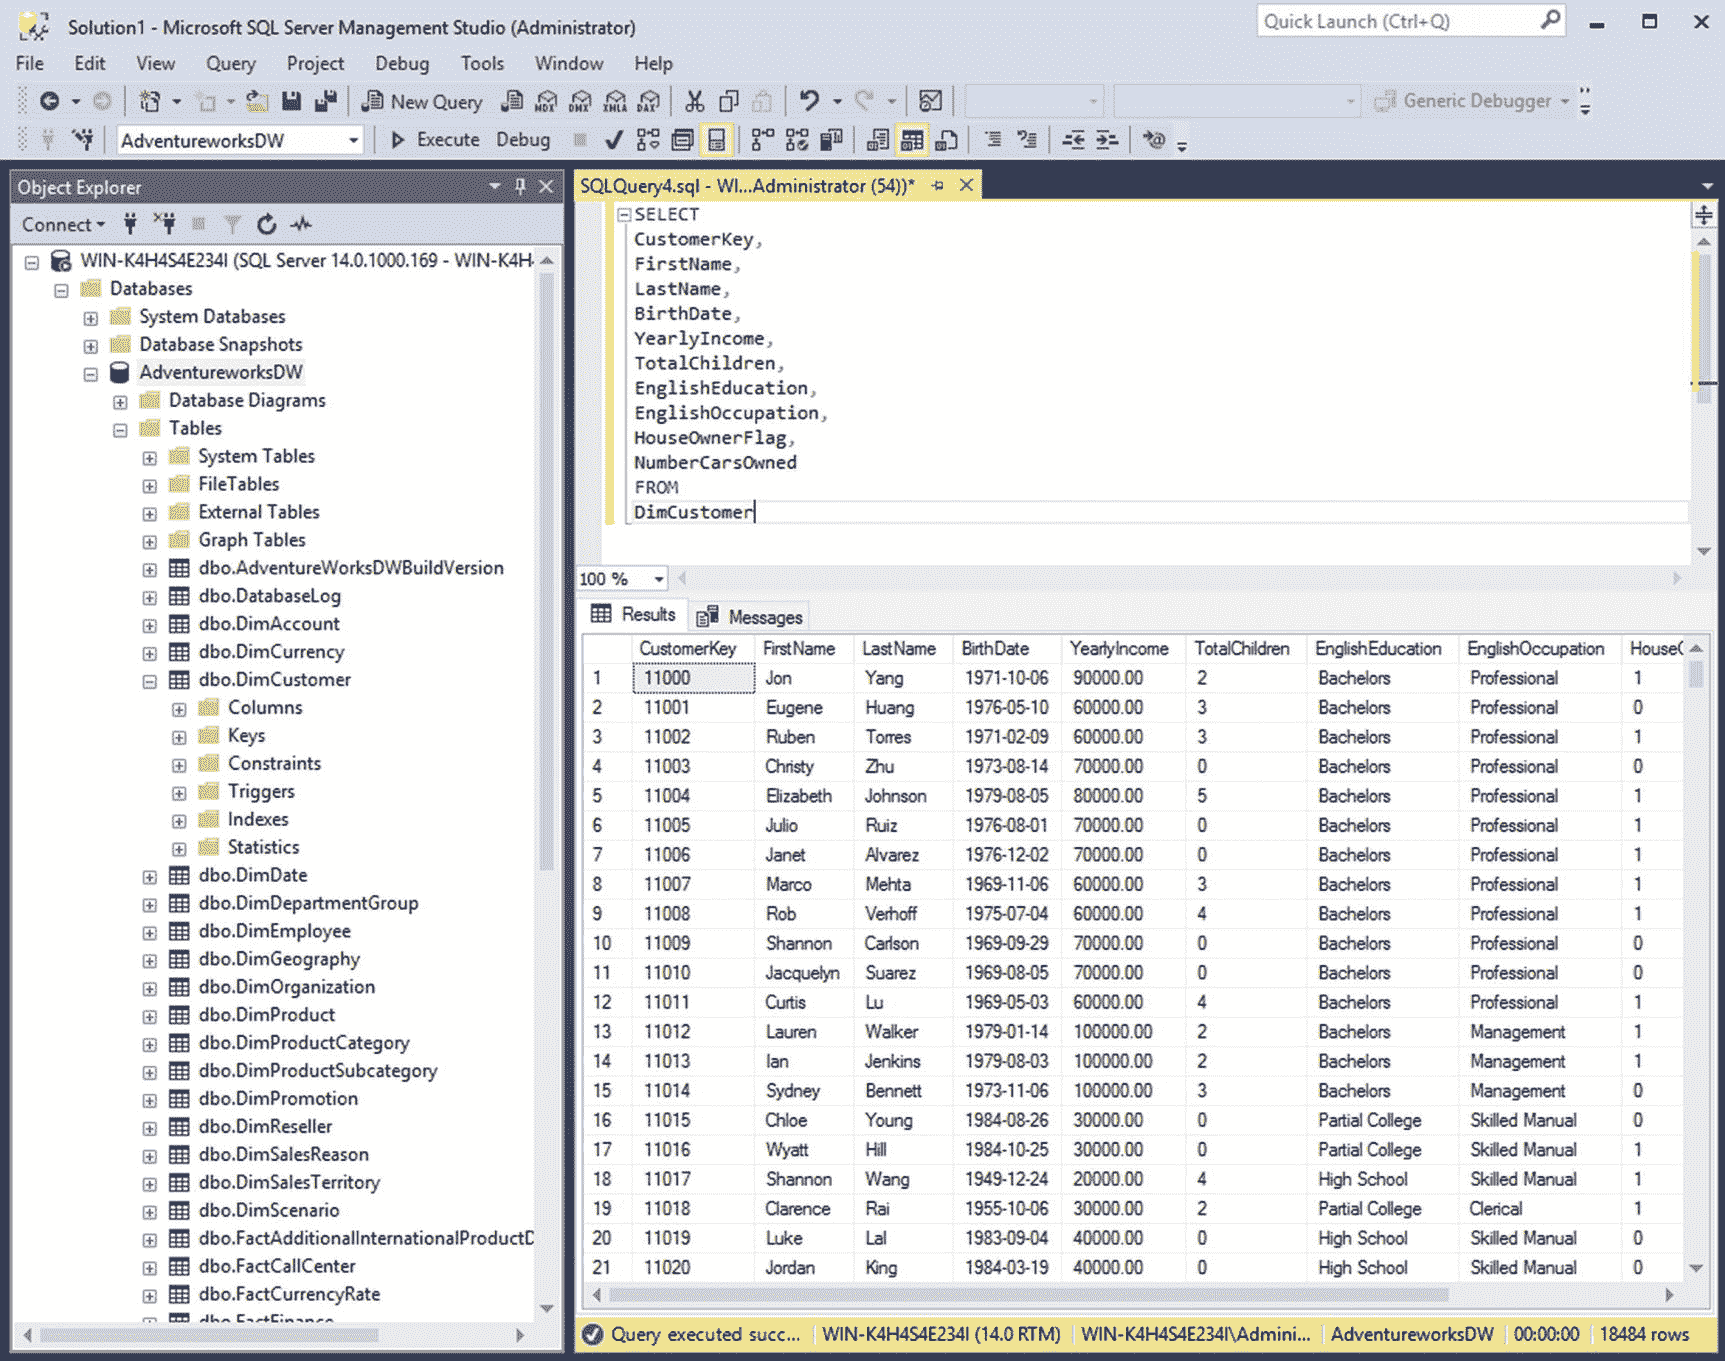 Solution1 - Microsoft SQL Server Management Studio (Administrator)
Quick Launch (Ctrl+Q)
File Edit View Query Project Debug Tools Window Help
New Query MDX DMX XMLA DAX Generic Debugger
AdventureworksDW Execute Debug
Object Explorer
Connect
WIN-K4H4S4E234I (SQL Server 14.0.1000.169 - WIN-K4H
Databases
System Databases
Database Snapshots
AdventureworksDW
Database Diagrams
Tables
System Tables
FileTables
External Tables
Graph Tables
dbo.AdventureWorksDWBuildVersion
dbo.DatabaseLog
dbo.DimAccount
dbo.DimCurrency
dbo.DimCustomer
Columns
Keys
Constraints
Triggers
Indexes
Statistics
dbo.DimDate
dbo.DimDepartmentGroup
dbo.DimEmployee
dbo.DimGeography
dbo.DimOrganization
dbo.DimProduct
dbo.DimProductCategory
dbo.DimProductSubcategory
dbo.DimPromotion
dbo.DimReseller
dbo.DimSalesReason
dbo.DimSalesTerritory
dbo.DimScenario
dbo.FactAdditionalInternationalProductD
dbo.FactCallCenter
dbo.FactCurrencyRate
dbo.FactFinance
SQLQuery4.sql - WI...Administrator (54))*
SELECT
CustomerKey,
FirstName,
LastName,
BirthDate,
YearlyIncome,
TotalChildren,
EnglishEducation,
EnglishOccupation,
HouseOwnerFlag,
NumberCarsOwned
FROM
DimCustomer
100 %
Results Messages
CustomerKey FirstName LastName BirthDate YearlyIncome TotalChildren EnglishEducation EnglishOccupation HouseO
1 11000 Jon Yang 1971-10-06 90000.00 2 Bachelors Professional 1
2 11001 Eugene Huang 1976-05-10 60000.00 3 Bachelors Professional 0
3 11002 Ruben Torres 1971-02-09 60000.00 3 Bachelors Professional 1
4 11003 Christy Zhu 1973-08-14 70000.00 0 Bachelors Professional 0
5 11004 Elizabeth Johnson 1979-08-05 80000.00 5 Bachelors Professional 1
6 11005 Julio Ruiz 1976-08-01 70000.00 0 Bachelors Professional 1
7 11006 Janet Alvarez 1976-12-02 70000.00 0 Bachelors Professional 1
8 11007 Marco Mehta 1969-11-06 60000.00 3 Bachelors Professional 1
9 11008 Rob Verhoff 1975-07-04 60000.00 4 Bachelors Professional 1
10 11009 Shannon Carlson 1969-09-29 70000.00 0 Bachelors Professional 0
11 11010 Jacquelyn Suarez 1969-08-05 70000.00 0 Bachelors Professional 0
12 11011 Curtis Lu 1969-05-03 60000.00 4 Bachelors Professional 1
13 11012 Lauren Walker 1979-01-14 100000.00 2 Bachelors Management 1
14 11013 Ian Jenkins 1979-08-03 100000.00 2 Bachelors Management 1
15 11014 Sydney Bennett 1973-11-06 100000.00 3 Bachelors Management 0
16 11015 Chloe Young 1984-08-26 30000.00 0 Partial College Skilled Manual 0
17 11016 Wyatt Hill 1984-10-25 30000.00 0 Partial College Skilled Manual 1
18 11017 Shannon Wang 1949-12-24 20000.00 4 High School Skilled Manual 1
19 11018 Clarence Rai 1955-10-06 30000.00 2 Partial College Clerical 1
20 11019 Luke Lal 1983-09-04 40000.00 0 High School Skilled Manual 0
21 11020 Jordan King 1984-03-19 40000.00 0 High School Skilled Manual 0
Query executed succ... WIN-K4H4S4E234I (14.0 RTM) WIN-K4H4S4E234I\Admini... AdventureworksDW 00:00:00 18484 rows